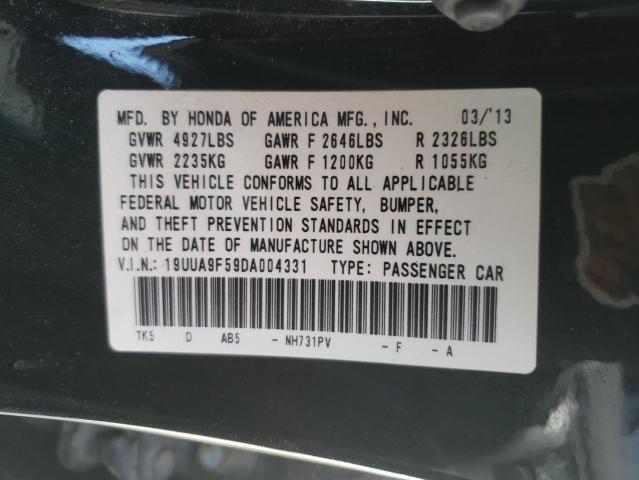 MFD. BY HONDA OF AMERICA MFG., INC. 03/'13
GVWR 4927LBS GAWR F 2646LBS R 2326LBS
GVWR 2235KG GAWR F 1200KG R 1055KG
THIS VEHICLE CONFORMS TO ALL APPLICABLE
FEDERAL MOTOR VEHICLE SAFETY, BUMPER,
AND THEFT PREVENTION STANDARDS IN EFFECT
ON THE DATE OF MANUFACTURE SHOWN ABOVE.
V.I.N.: 19UUA9F59DA004331 TYPE: PASSENGER CAR
TK5 D AB5 - NH731PV - F - A